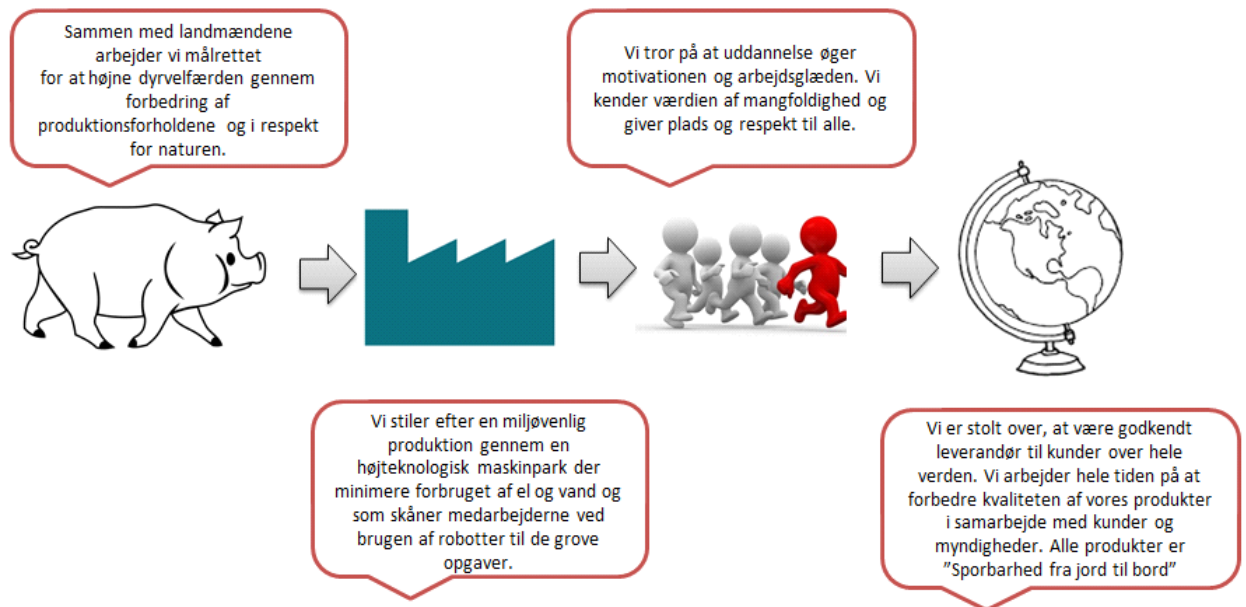 Sammen med landmændene
arbejder vi målrettet
for at højne dyrvelfærden gennem
forbedring af
produktionsforholdene og i respekt
for naturen.
Vi tror på at uddannelse øger
motivationen og arbejdsglæden. Vi
kender værdien af mangfoldighed og
giver plads og respekt til alle.
Vi stiler efter en miljøvenlig
produktion gennem en
højteknologisk maskinpark der
minimere forbruget af el og vand og
som skåner medarbejderne ved
brugen af robotter til de grove
opgaver.
Vi er stolt over, at være godkendt
leverandør til kunder over hele
verden. Vi arbejder hele tiden på at
forbedre kvaliteten af vores produkter
i samarbejde med kunder og
myndigheder. Alle produkter er
”Sporbarhed fra jord til bord”